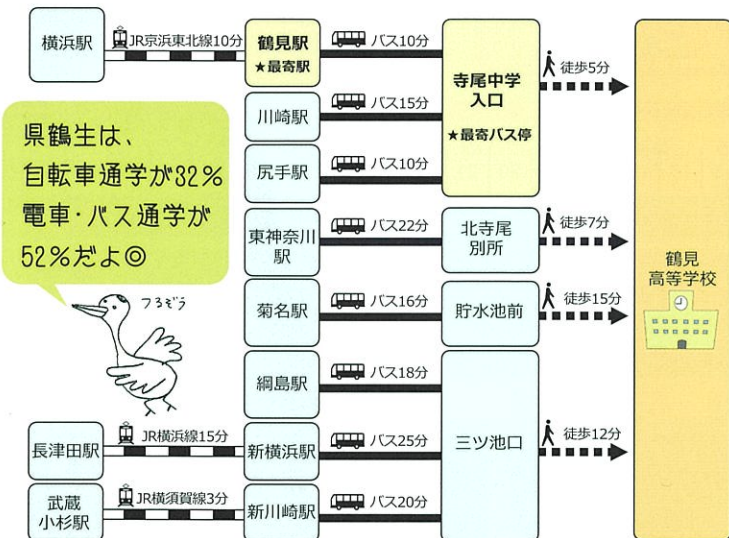 横浜駅
JR京浜東北線10分
鶴見駅
★最寄駅
バス10分
寺尾中学
入口
★最寄バス停
徒歩5分
川崎駅
バス15分
尻手駅
バス10分
県鶴生は、
自転車通学が32%
電車・バス通学が
52%だよ◎
つるぞう
東神奈川
駅
バス22分
北寺尾
別所
徒歩7分
鶴見
高等学校
菊名駅
バス16分
貯水池前
徒歩15分
綱島駅
バス18分
三ツ池口
徒歩12分
長津田駅
JR横浜線15分
新横浜駅
バス25分
武蔵
小杉駅
JR横須賀線3分
新川崎駅
バス20分